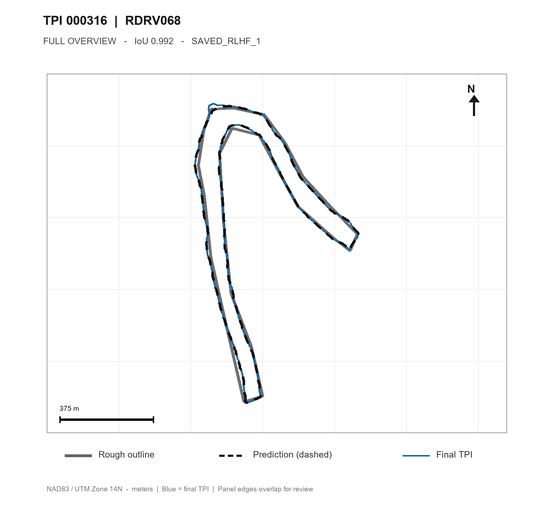 TPI 000316 | RDRV068
FULL OVERVIEW - IoU 0.992 - SAVED_RLHF_1
N
375 m
Rough outline
Prediction (dashed)
Final TPI
NAD83 / UTM Zone 14N - meters | Blue = final TPI | Panel edges overlap for review